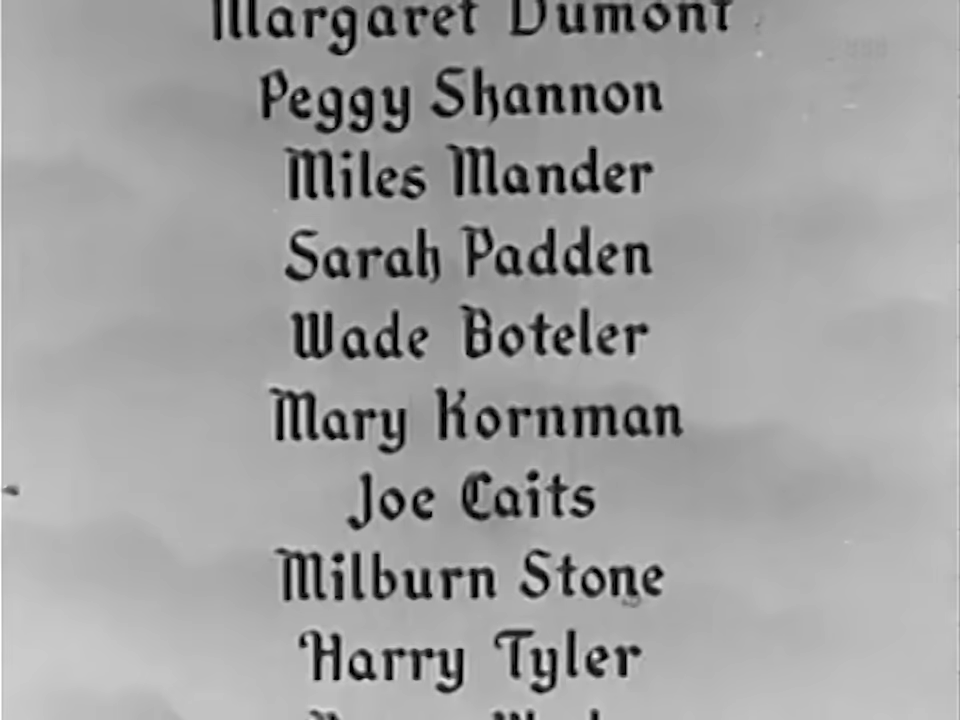 Margaret Dumont
Peggy Shannon
Miles Mander
Sarah Padden
Wade Boteler
Mary Kornman
Joe Caits
Milburn Stone
Harry Tyler